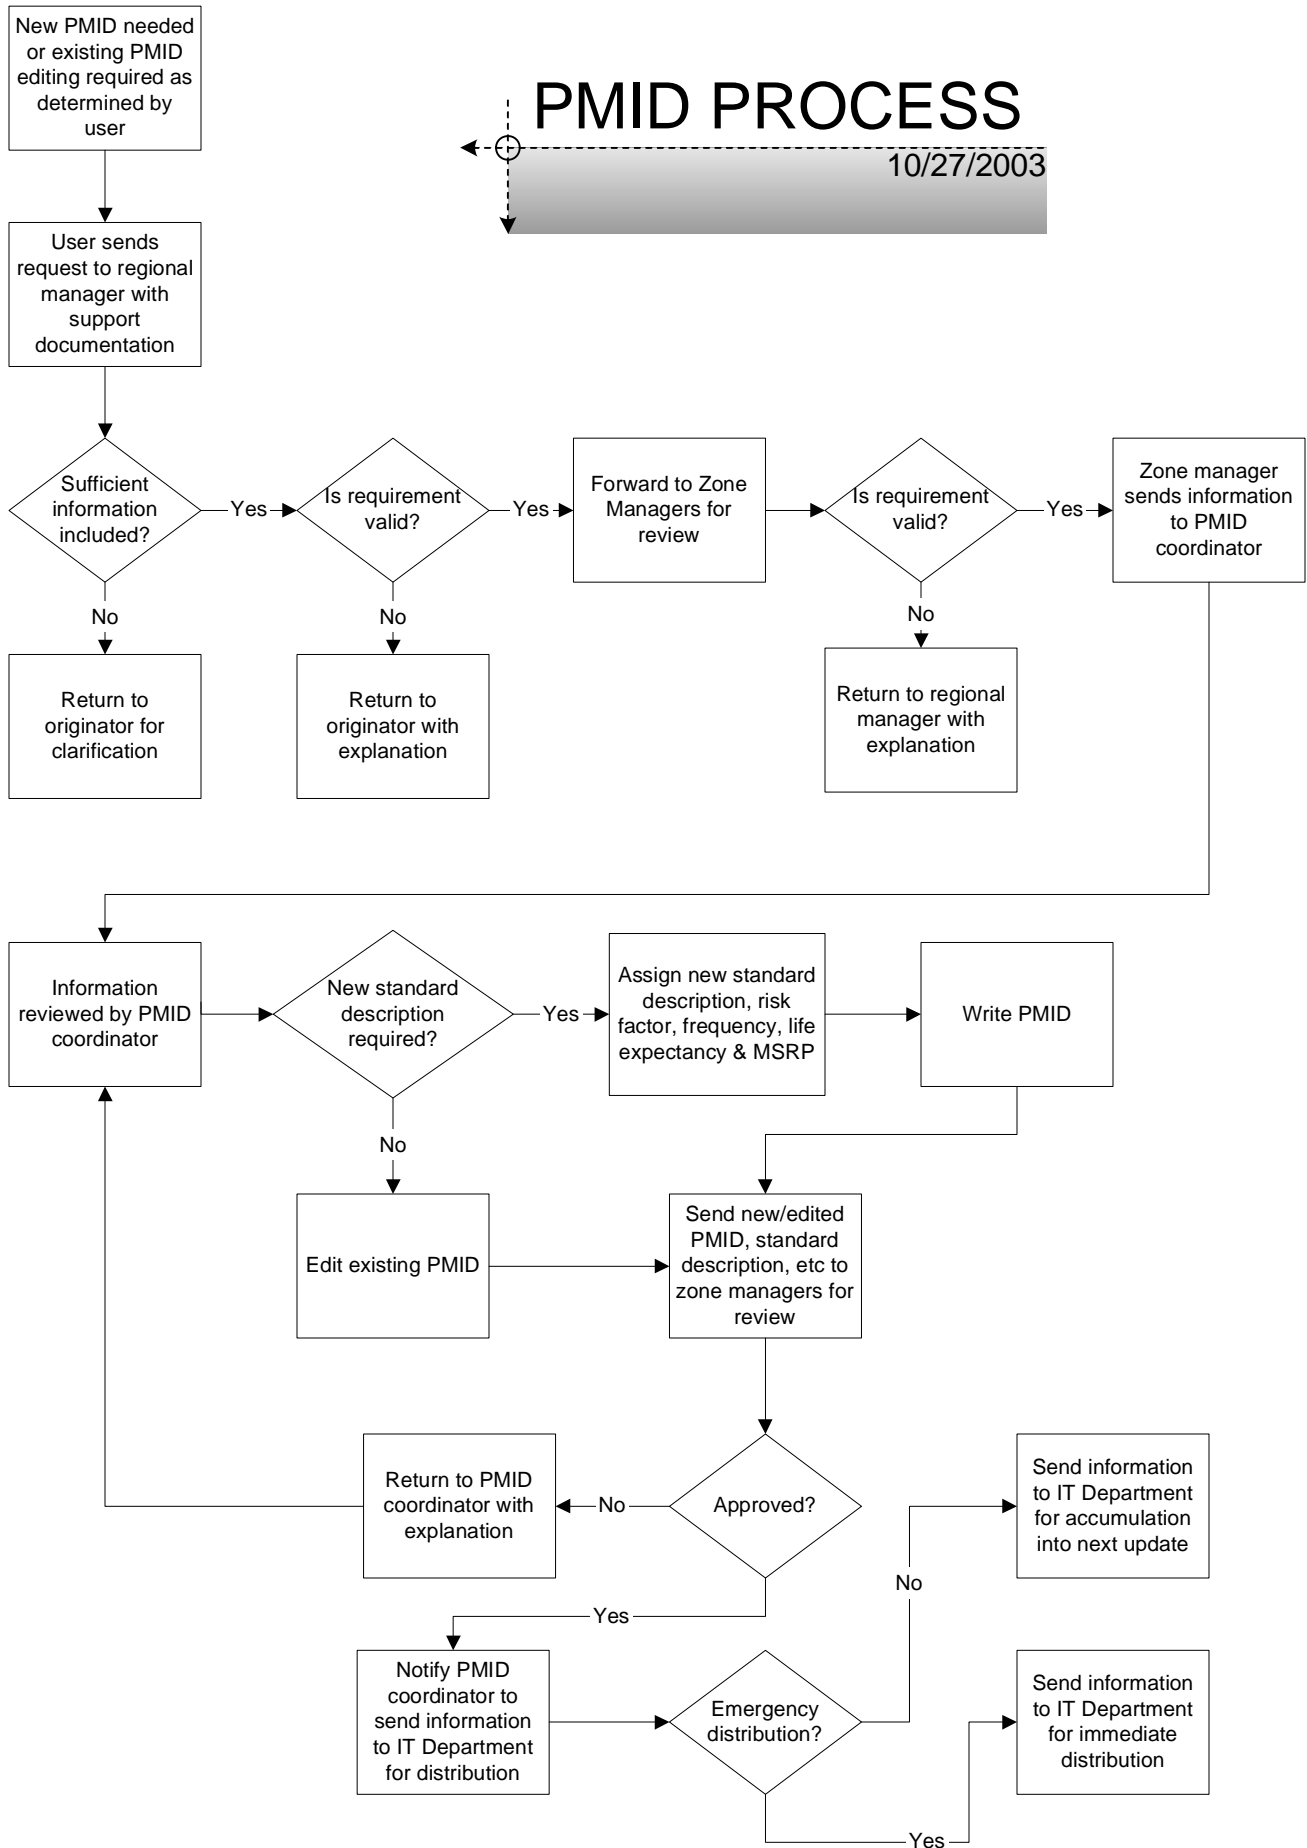 New PMID needed
or existing PMID
editing required as
determined by
user
PMID PROCESS
10/27/2003
User sends
request to regional
manager with
support
documentation
Sufficient
information
included?
Yes
Is requirement
valid?
Yes
Forward to Zone
Managers for
review
Is requirement
valid?
Yes
Zone manager
sends information
to PMID
coordinator
No
No
No
Return to
originator for
clarification
Return to
originator with
explanation
Return to regional
manager with
explanation
Information
reviewed by PMID
coordinator
New standard
description
required?
Yes
Assign new standard
description, risk
factor, frequency, life
expectancy & MSRP
Write PMID
No
Edit existing PMID
Send new/edited
PMID, standard
description, etc to
zone managers for
review
Return to PMID
coordinator with
explanation
No
Approved?
Send information
to IT Department
for accumulation
into next update
No
Yes
Notify PMID
coordinator to
send information
to IT Department
for distribution
Emergency
distribution?
Send information
to IT Department
for immediate
distribution
Yes